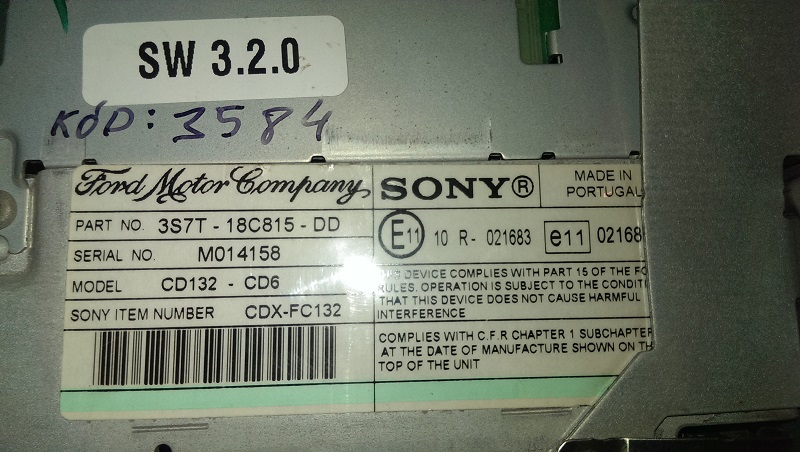 SW 3.2.0
KÓD: 3584
Ford Motor Company
SONY®
MADE IN
PORTUGAL
PART NO. 3S7T - 18C815 - DD
E11 10 R - 021683 e11 02168
SERIAL NO. M014158
MODEL CD132 - CD6
SONY ITEM NUMBER CDX-FC132
DEVICE COMPLIES WITH PART 15 OF THE FC
RULES. OPERATION IS SUBJECT TO THE CONDITI
THAT THIS DEVICE DOES NOT CAUSE HARMFUL
INTERFERENCE
COMPLIES WITH C.F.R CHAPTER 1 SUBCHAPTER
AT THE DATE OF MANUFACTURE SHOWN ON TH
TOP OF THE UNIT